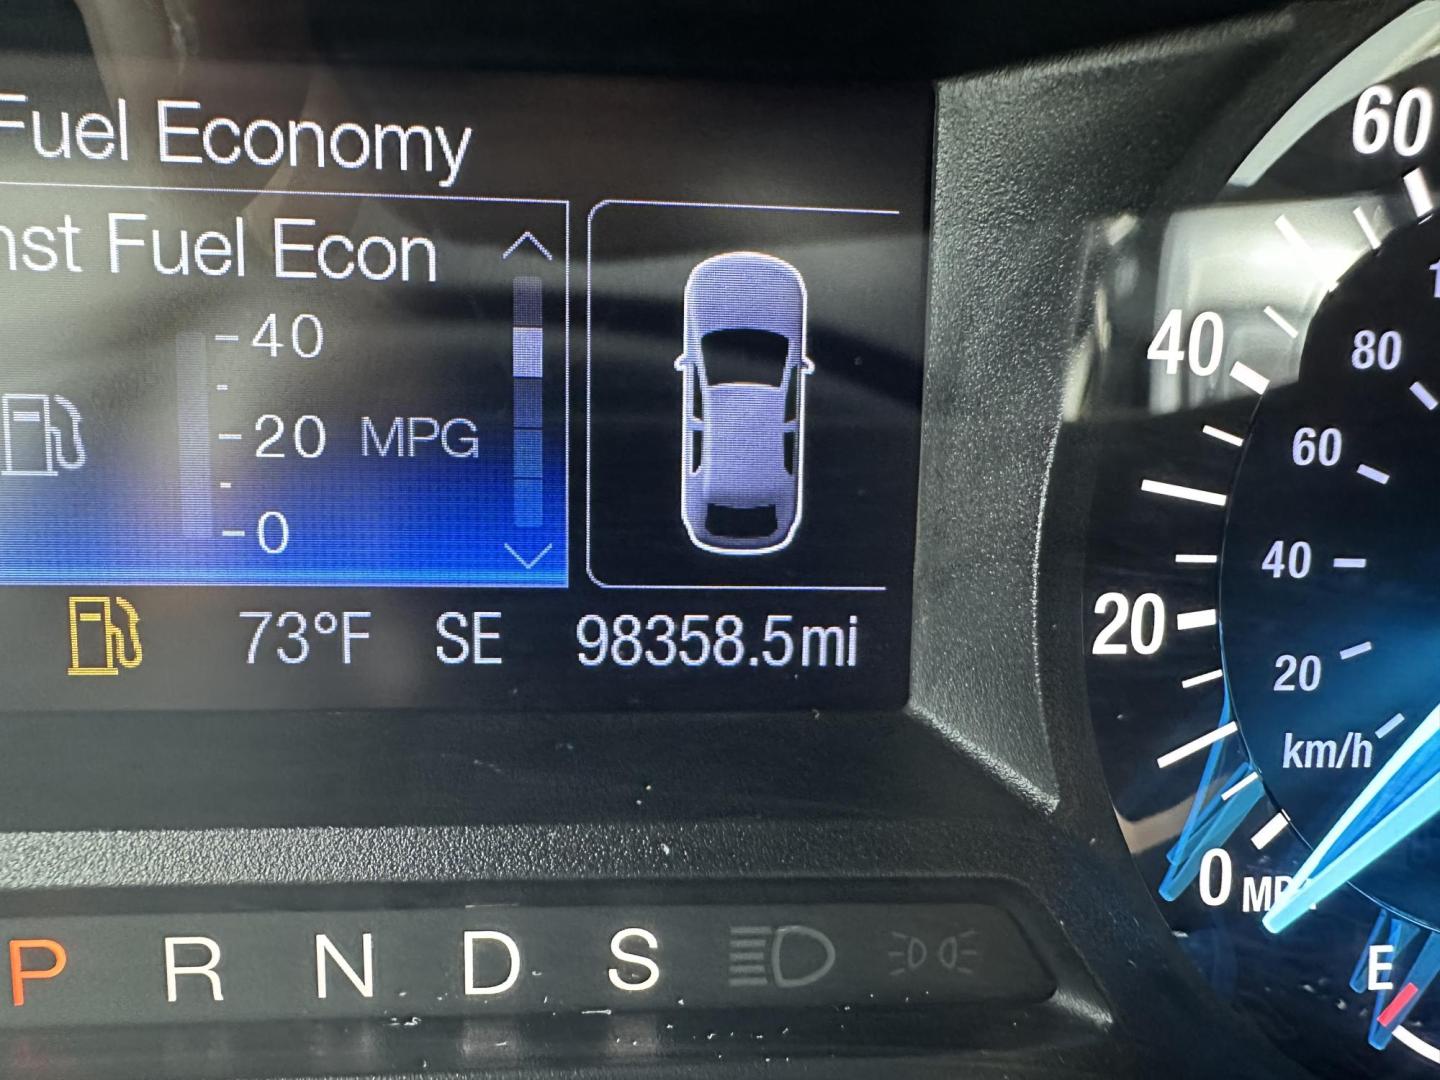 Fuel Economy
nst Fuel Econ
40
20 MPG
0
73°F SE 98358.5mi
P R N D S
60
40
20
0
80
60
40
20
km/h
E